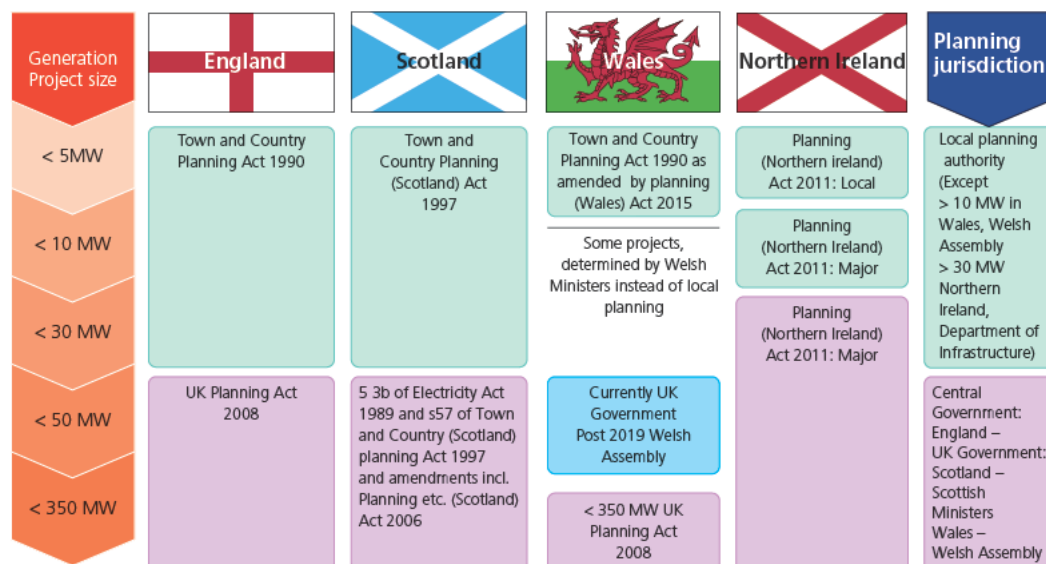 Generation
Project size
England
Scotland
Wales
Northern Ireland
Planning
jurisdiction
< 5MW
< 10 MW
< 30 MW
< 50 MW
< 350 MW
Town and Country
Planning Act 1990
UK Planning Act
2008
Town and
Country Planning
(Scotland) Act
1997
5 3b of Electricity Act
1989 and s57 of Town
and Country (Scotland)
planning Act 1997
and amendments incl.
Planning etc. (Scotland)
Act 2006
Town and Country
Planning Act 1990 as
amended by planning
(Wales) Act 2015
Some projects,
determined by Welsh
Ministers instead of local
planning
Currently UK
Government
Post 2019 Welsh
Assembly
< 350 MW UK
Planning Act
2008
Planning
(Northern ireland)
Act 2011: Local
Planning
(Northern Ireland)
Act 2011: Major
Planning
(Northern Ireland)
Act 2011: Major
Local planning
authority
(Except
> 10 MW in
Wales, Welsh
Assembly
> 30 MW
Northern
Ireland,
Department of
Infrastructure)
Central
Government:
England –
UK Government:
Scotland –
Scottish
Ministers
Wales –
Welsh Assembly